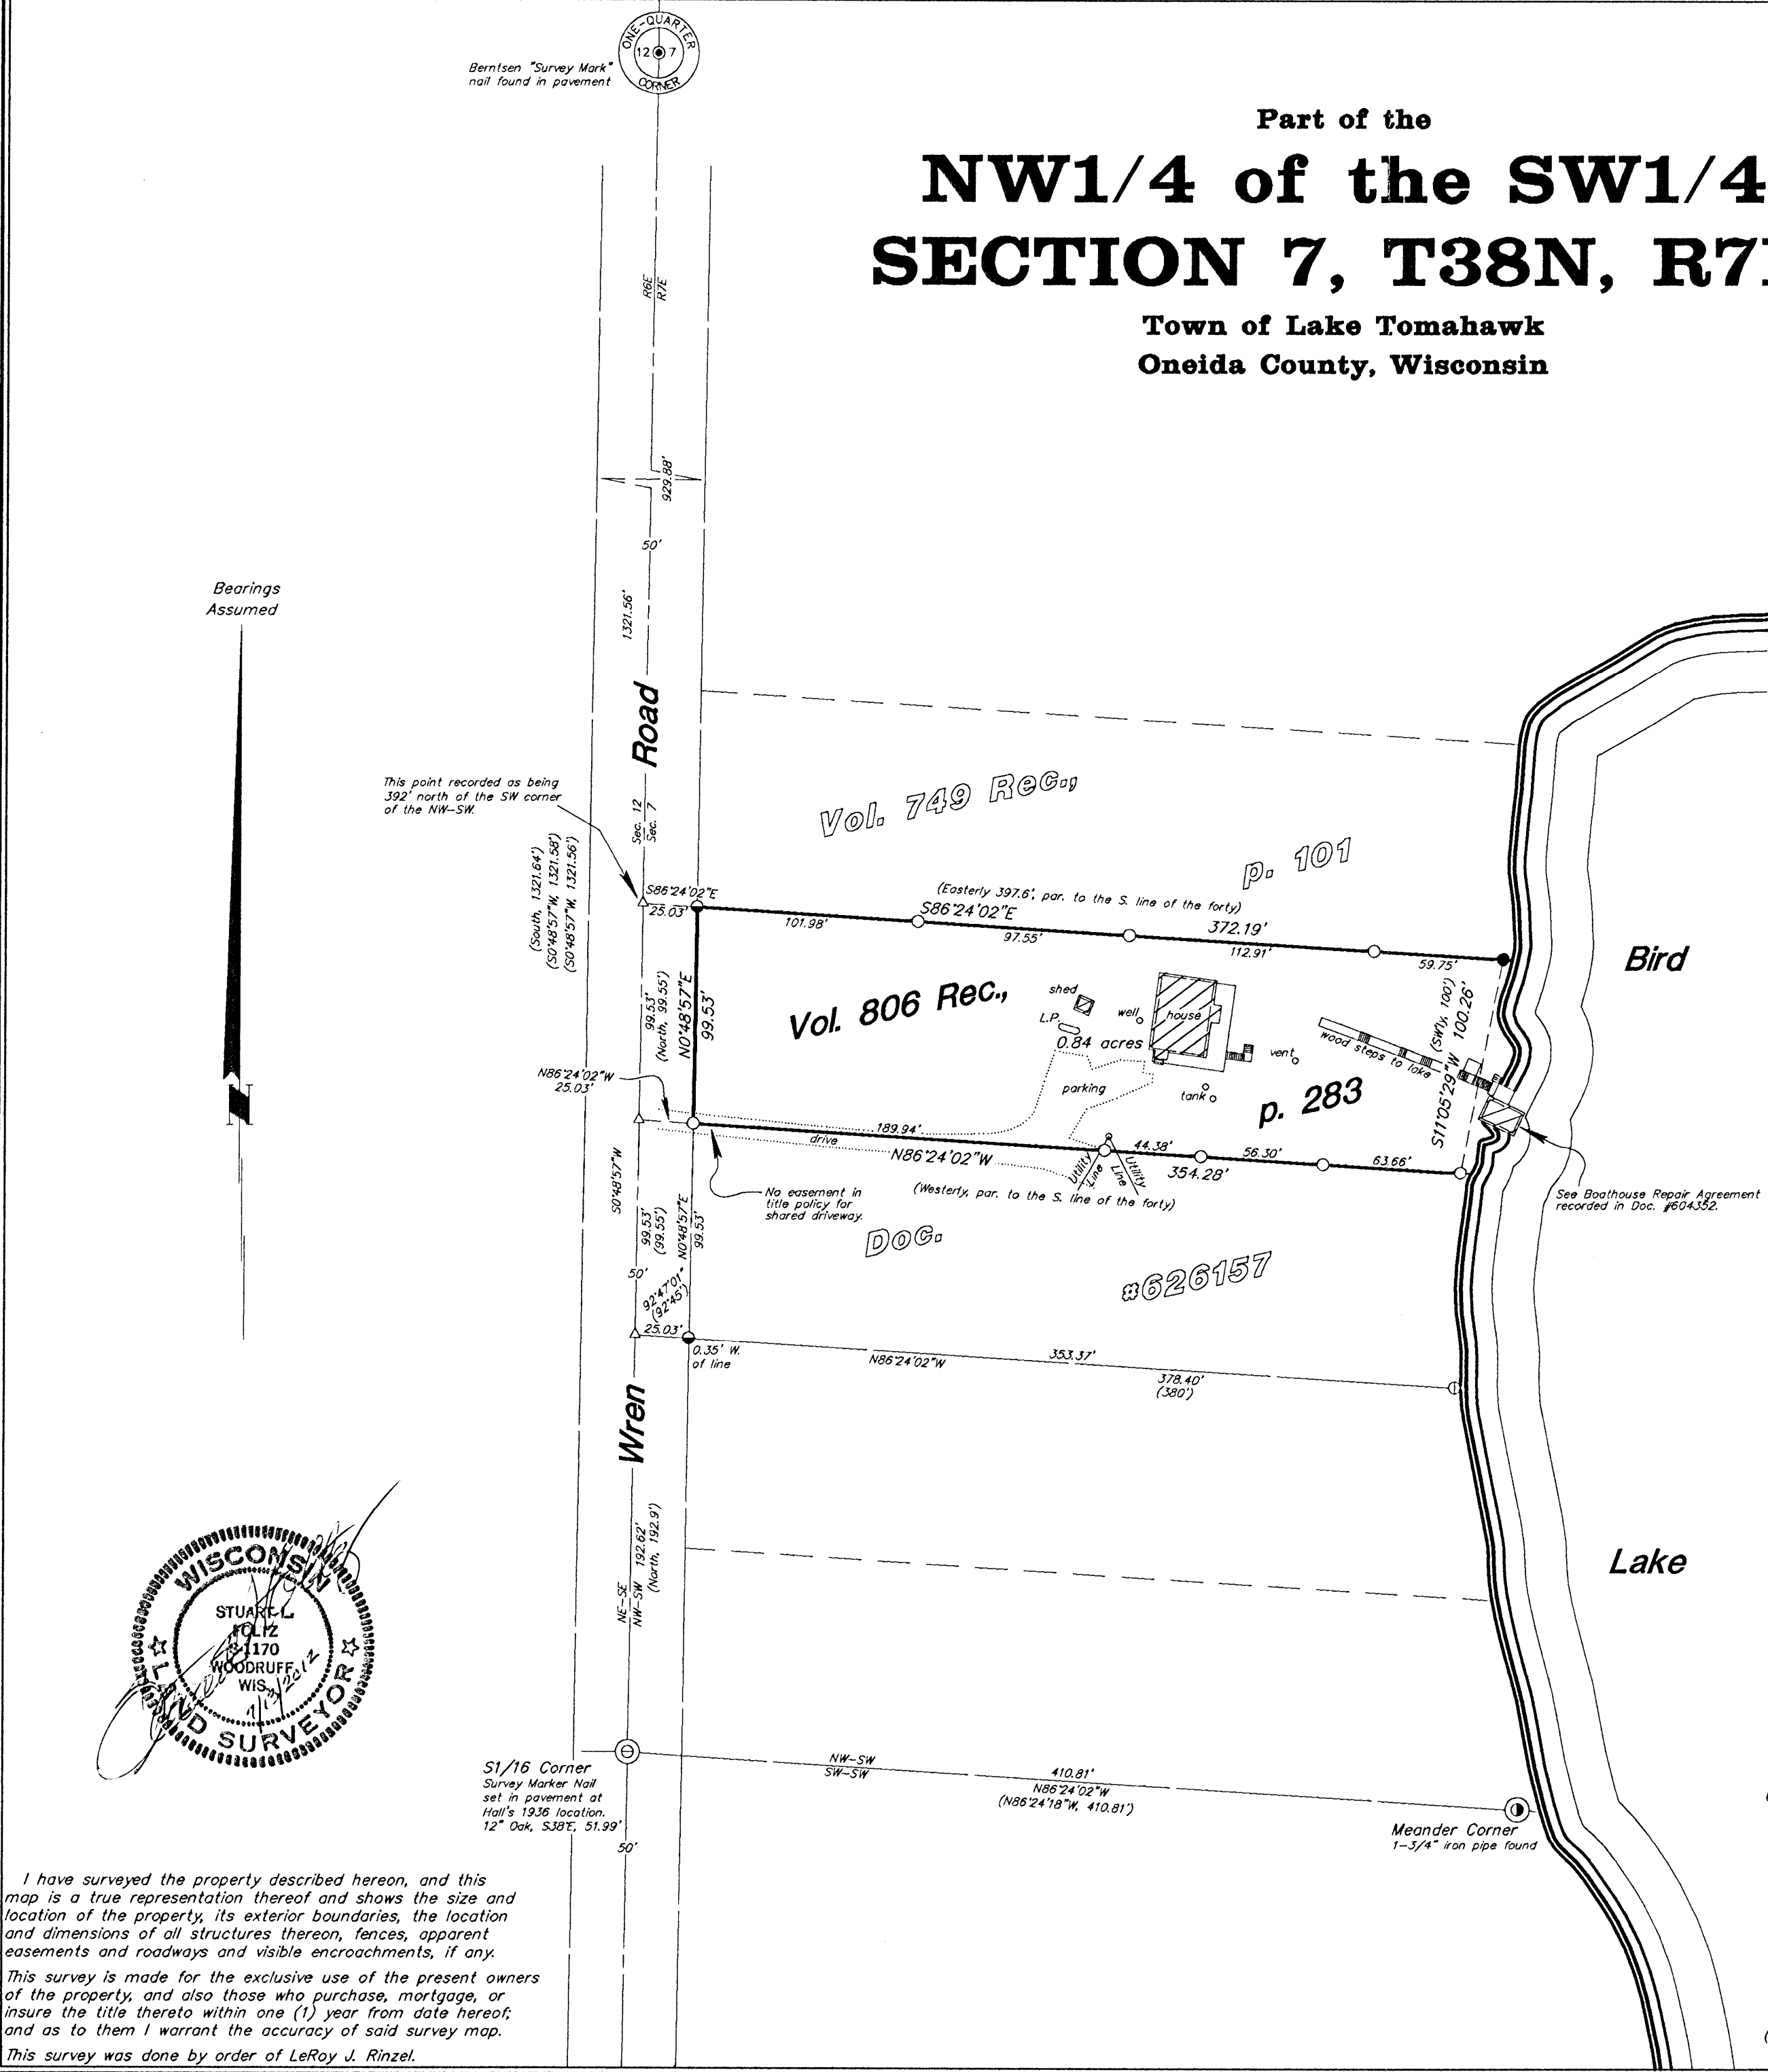 ONE-QUARTER
12 7
CORNER
Berntsen "Survey Mark"
nail found in pavement
Part of the
NW1/4 of the SW1/4
SECTION 7, T38N, R7
Town of Lake Tomahawk
Oneida County, Wisconsin
R6E
R7E
929.88'
50'
1321.56'
Bearings
Assumed
N
Road
Sec. 12
Sec. 7
This point recorded as being
392' north of the SW corner
of the NW-SW.
(South, 1321.64')
(S0°48'57"W, 1321.58')
(S0°48'57"W, 1321.56')
Vol. 749 Rec.,
p. 101
S86°24'02"E
25.03'
(Easterly 397.6', par. to the S. line of the forty)
S86°24'02"E
372.19'
101.98'
97.55'
112.91'
59.75'
Bird
99.53'
(North, 99.55')
N0°48'57"E
99.53'
Vol. 806 Rec.,
shed
L.P.
well
house
0.84 acres
vent
wood steps to lake
(SW'ly, 100')
S11°05'29"W 100.26'
parking
tank
p. 283
N86°24'02"W
25.03'
189.94'
drive
N86°24'02"W
44.38'
56.30'
63.66'
354.28'
Utility
Line
Utility
Line
(Westerly, par. to the S. line of the forty)
No easement in
title policy for
shared driveway.
See Boathouse Repair Agreement
recorded in Doc. #604352.
S0°48'57"W
99.53'
(99.55')
N0°48'57"E
99.53'
Doc.
#626157
50'
92°47'01"
(92°45')
25.03'
0.35' W.
of line
N86°24'02"W
353.37'
378.40'
(380')
Wren
192.62'
(North, 192.9')
NE-SE
NW-SW
Lake
WISCONSIN
STUART L.
FOLTZ
S-1170
WOODRUFF,
WIS.
LAND SURVEYOR
1/13/2012
S1/16 Corner
Survey Marker Nail
set in pavement at
Hall's 1936 location.
12" Oak, S38°E, 51.99'
50'
NW-SW
SW-SW
410.81'
N86°24'02"W
(N86°24'18"W, 410.81')
Meander Corner
1-3/4" iron pipe found
I have surveyed the property described hereon, and this
map is a true representation thereof and shows the size and
location of the property, its exterior boundaries, the location
and dimensions of all structures thereon, fences, apparent
easements and roadways and visible encroachments, if any.
This survey is made for the exclusive use of the present owners
of the property, and also those who purchase, mortgage, or
insure the title thereto within one (1) year from date hereof;
and as to them I warrant the accuracy of said survey map.
This survey was done by order of LeRoy J. Rinzel.